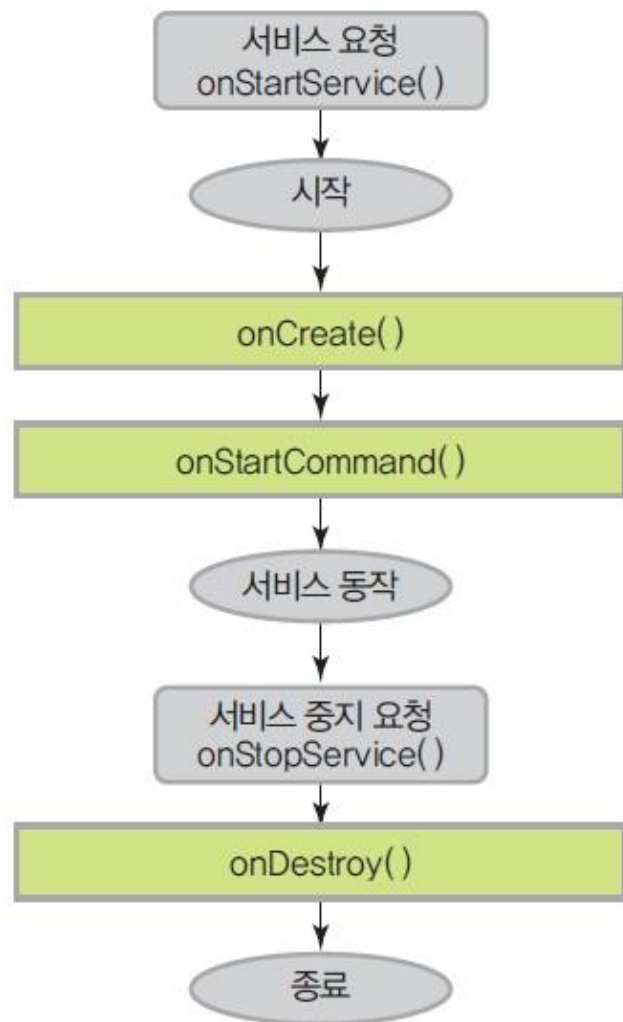 서비스 요청
onStartService( )
시작
onCreate( )
onStartCommand( )
서비스 동작
서비스 중지 요청
onStopService( )
onDestroy( )
종료